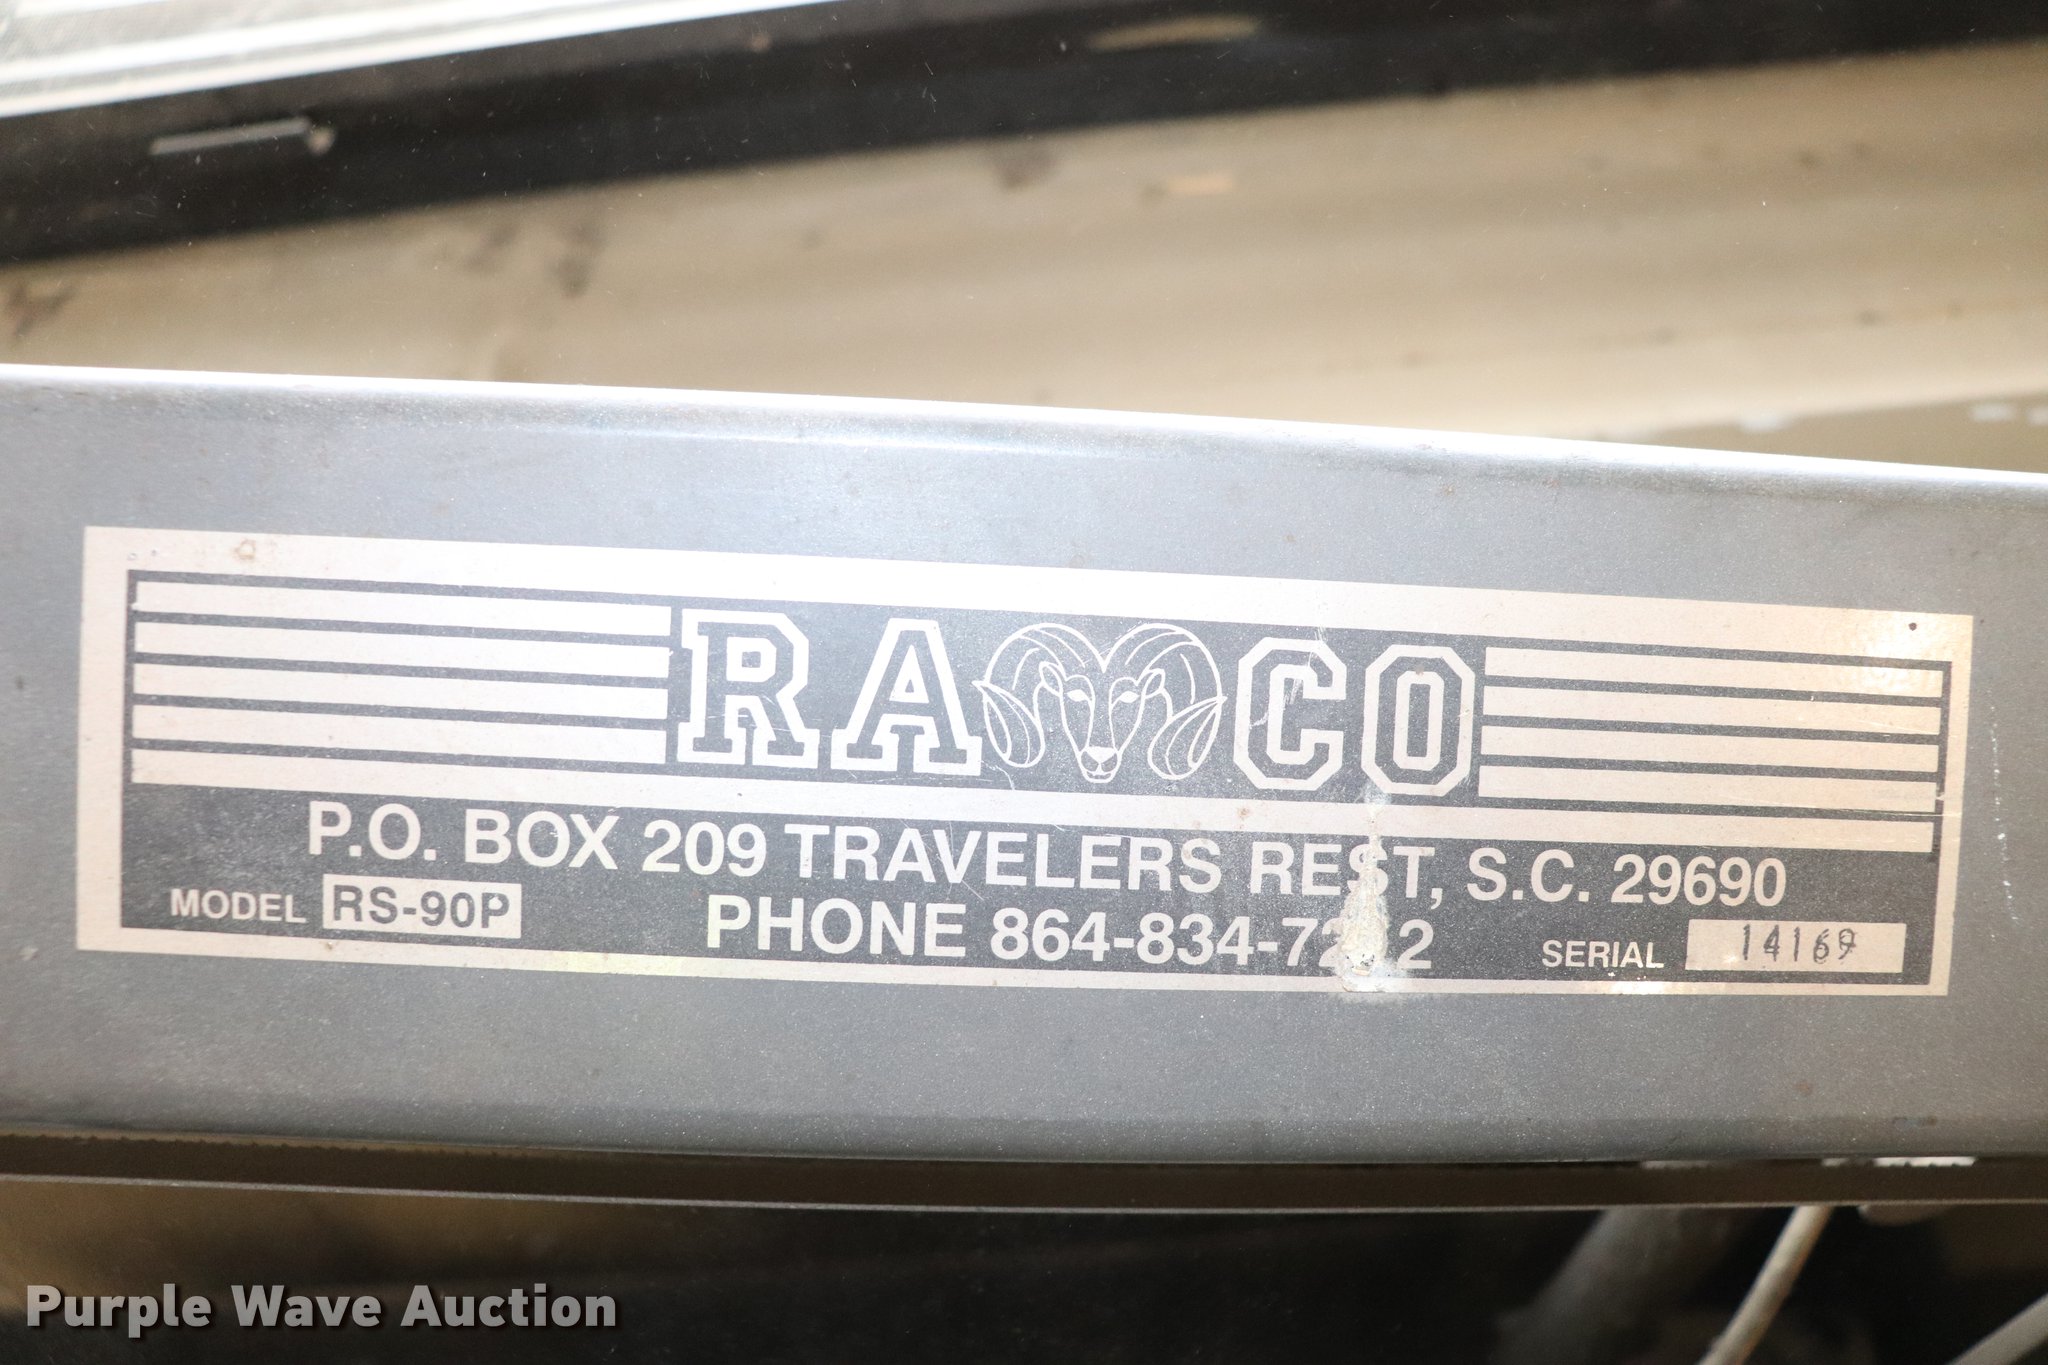 RAMCO
P.O. BOX 209 TRAVELERS REST, S.C. 29690
MODEL RS-90P PHONE SERIAL
Purple Wave Auction